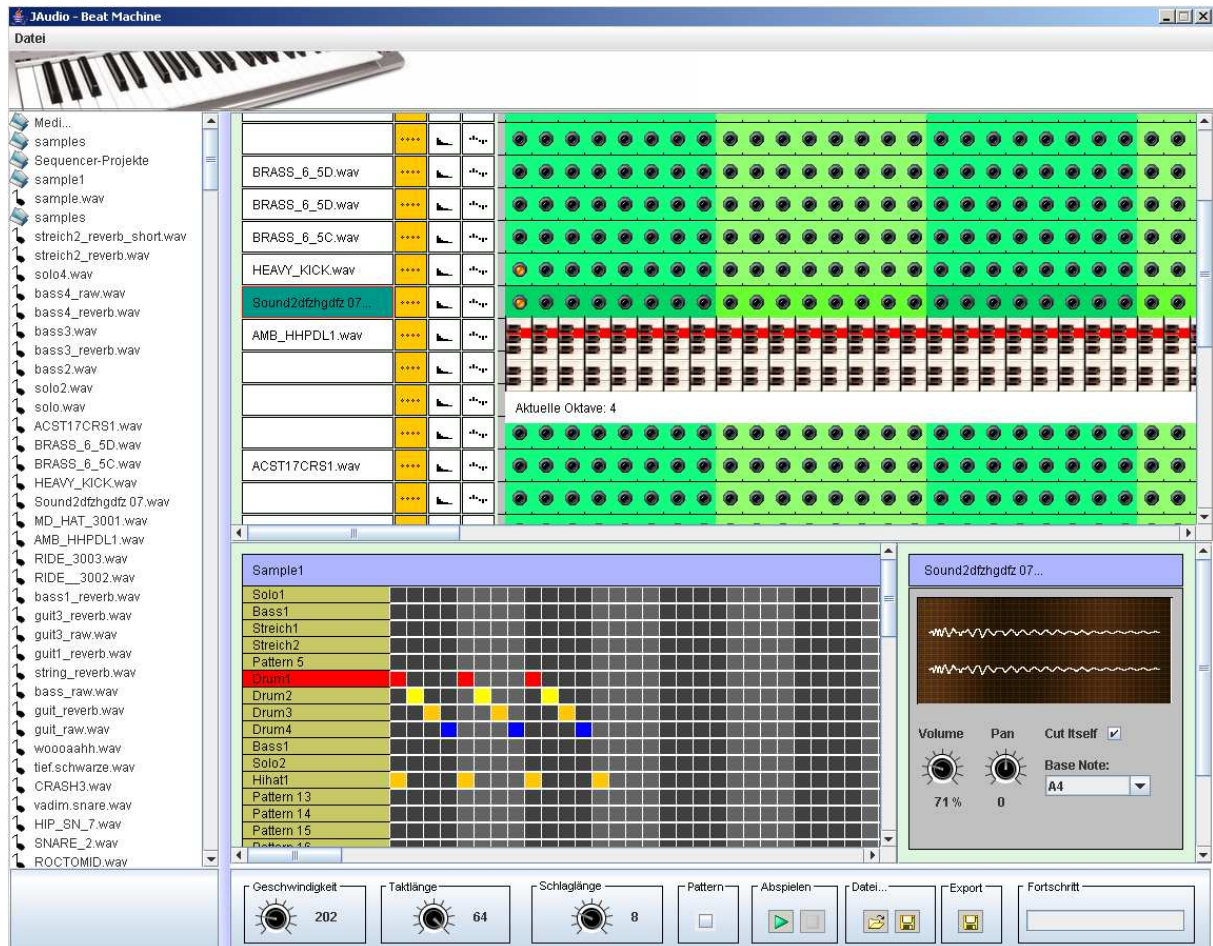 JAudio - Beat Machine
Datei
Medi...
samples
Sequencer-Projekte
sample1
sample.wav
samples
streich2_reverb_short.wav
streich2_reverb.wav
solo4.wav
bass4_raw.wav
bass4_reverb.wav
bass3.wav
bass3_reverb.wav
bass2.wav
solo2.wav
solo.wav
ACST17CRS1.wav
BRASS_6_5D.wav
BRASS_6_5C.wav
HEAVY_KICK.wav
Sound2dfzhgdfz 07.wav
MD_HAT_3001.wav
AMB_HHPDL1.wav
RIDE_3003.wav
RIDE__3002.wav
bass1_reverb.wav
guit3_reverb.wav
guit3_raw.wav
guit1_reverb.wav
string_reverb.wav
bass_raw.wav
guit_reverb.wav
guit_raw.wav
woooaahh.wav
tief.schwarze.wav
CRASH3.wav
vadim.snare.wav
HIP_SN_7.wav
SNARE_2.wav
ROCTOMID.wav
BRASS_6_5D.wav
BRASS_6_5D.wav
BRASS_6_5C.wav
HEAVY_KICK.wav
Sound2dfzhgdfz 07...
AMB_HHPDL1.wav
Aktuelle Oktave: 4
ACST17CRS1.wav
Sample1
Solo1
Bass1
Streich1
Streich2
Pattern 5
Drum1
Drum2
Drum3
Drum4
Bass1
Solo2
Hihat1
Pattern 13
Pattern 14
Pattern 15
Pattern 16
Sound2dfzhgdfz 07...
Volume Pan Cut Itself
Base Note:
A4
71 % 0
Geschwindigkeit Taktlänge Schlaglänge Pattern Abspielen Datei... Export Fortschritt
202 64 8